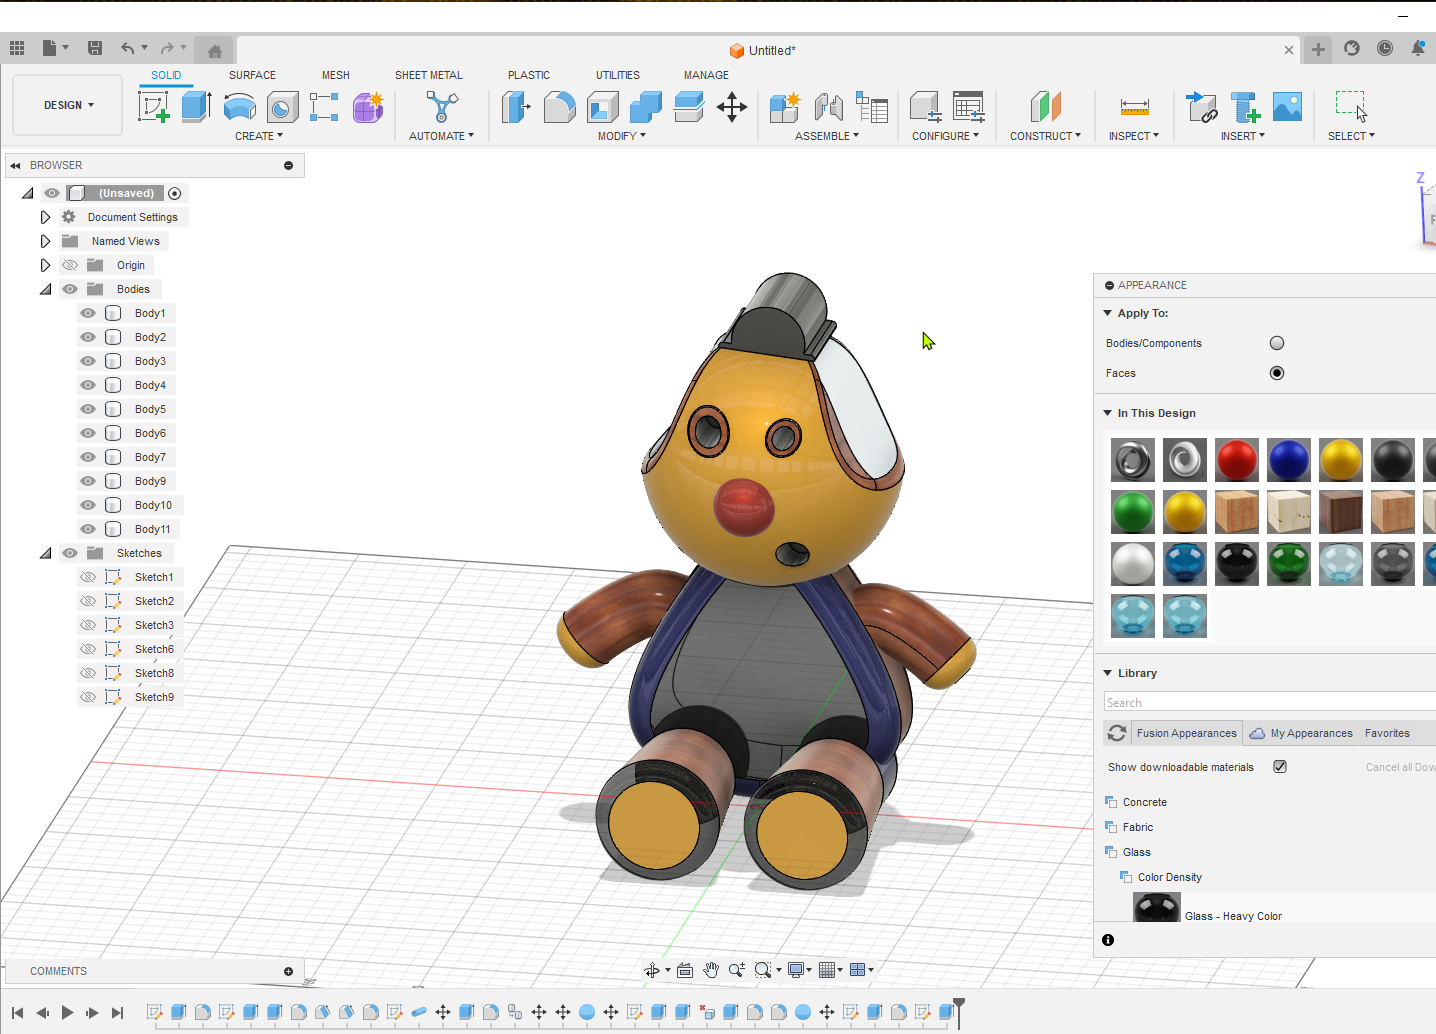 Untitled*
SOLID SURFACE MESH SHEET METAL PLASTIC UTILITIES MANAGE
DESIGN
CREATE AUTOMATE MODIFY ASSEMBLE CONFIGURE CONSTRUCT INSPECT INSERT SELECT
BROWSER
(Unsaved)
Document Settings
Named Views
Origin
Bodies
Body1
Body2
Body3
Body4
Body5
Body6
Body7
Body9
Body10
Body11
Sketches
Sketch1
Sketch2
Sketch3
Sketch6
Sketch8
Sketch9
Z
APPEARANCE
Apply To:
Bodies/Components
Faces
In This Design
Library
Search
Fusion Appearances My Appearances Favorites
Show downloadable materials Cancel all Dow
Concrete
Fabric
Glass
Color Density
Glass - Heavy Color
COMMENTS